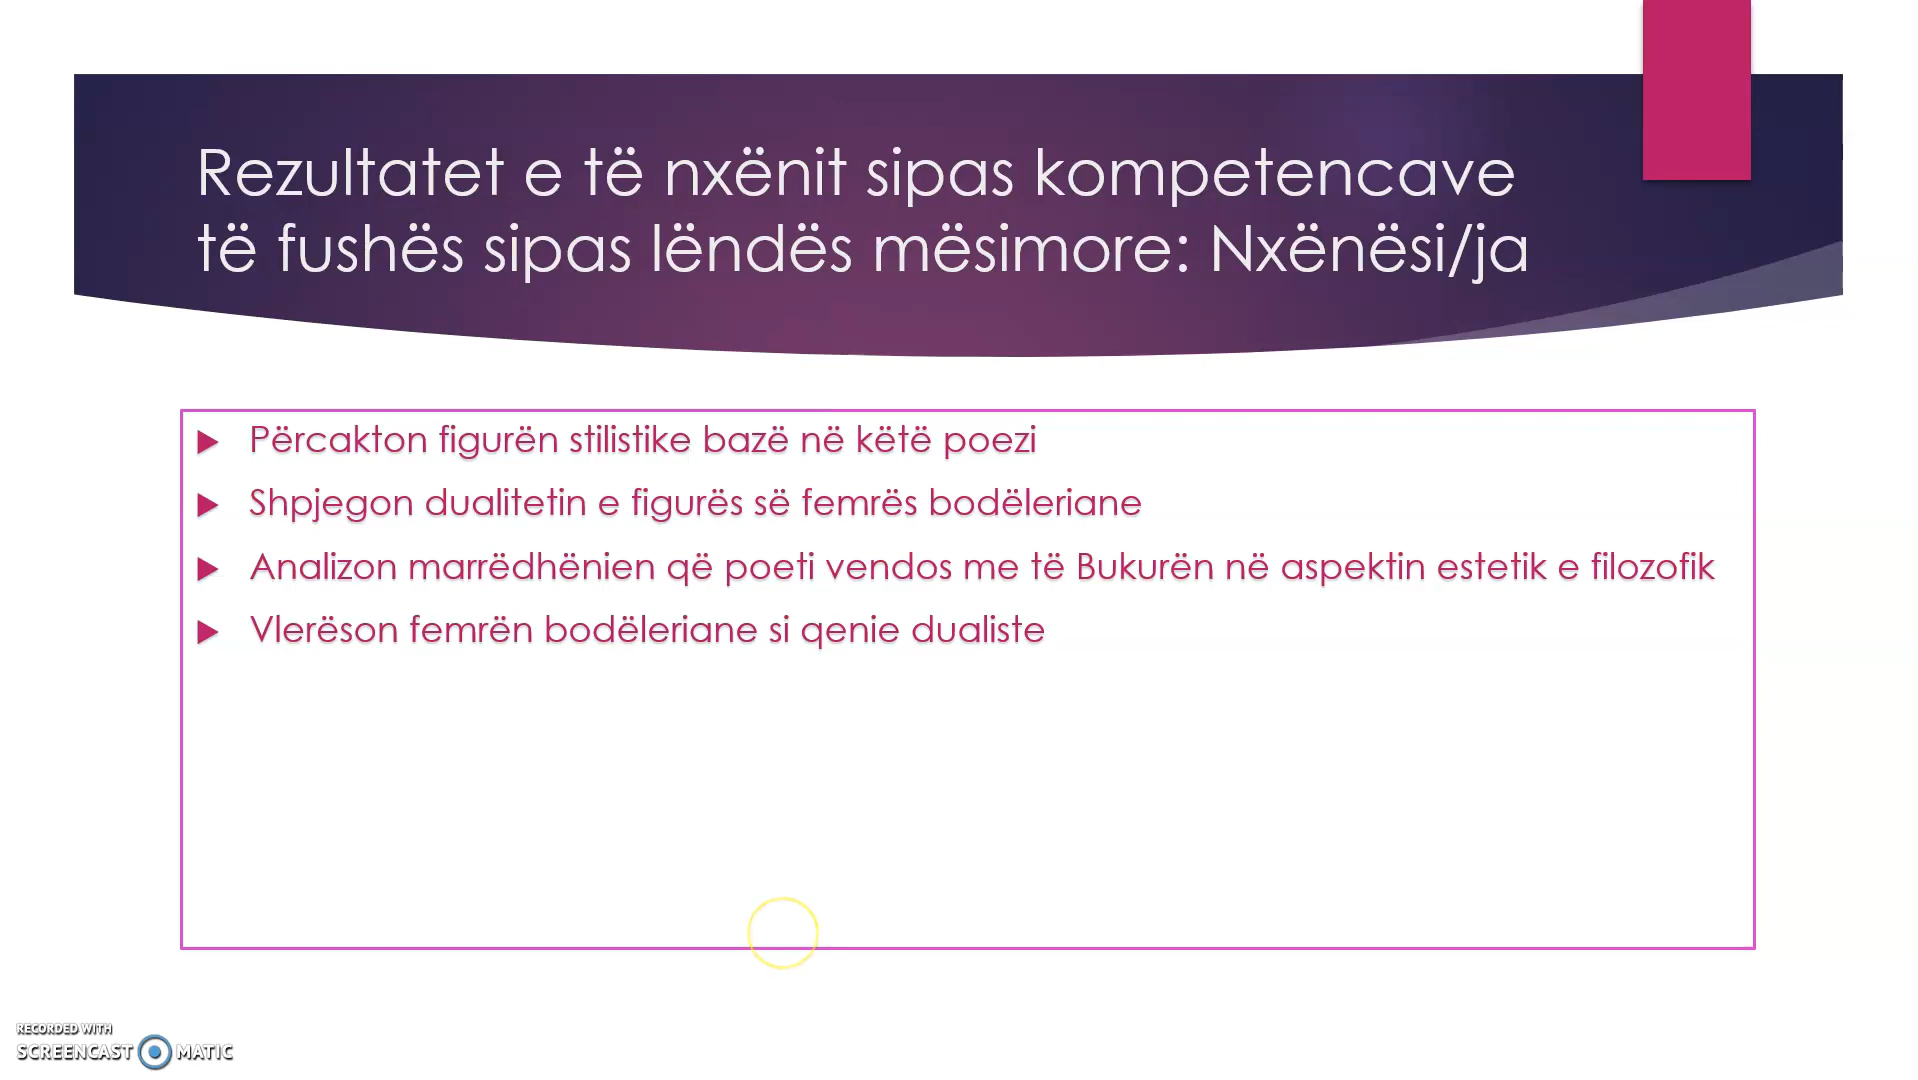 Rezultatet e të nxënit sipas kompetencave
të fushës sipas lëndës mësimore: Nxënësi/ja
Përcakton figurën stilistike bazë në këtë poezi
Shpjegon dualitetin e figurës së femrës bodëleriane
Analizon marrëdhënien që poeti vendos me të Bukurën në aspektin estetik e filozofik
Vlerëson femrën bodëleriane si qenie dualiste
RECORDED WITH
SCREENCAST MATIC